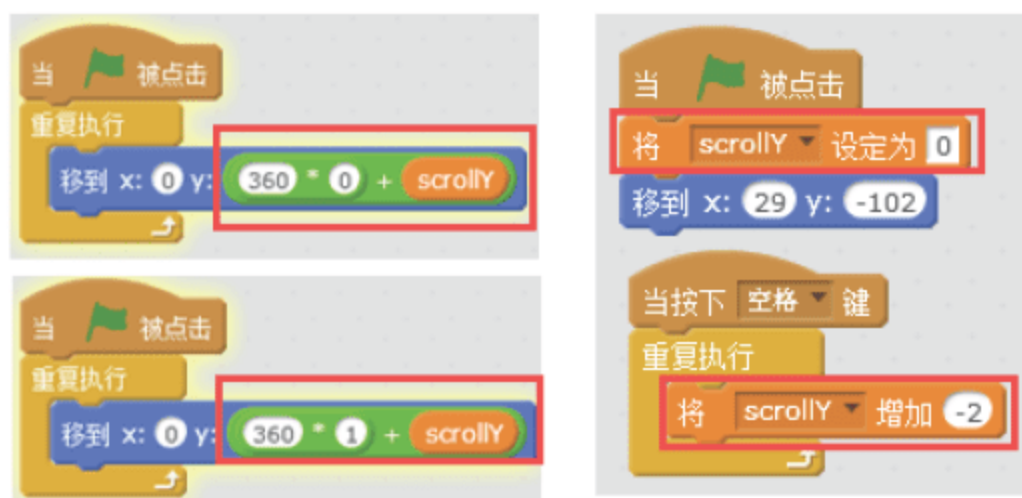 当 被点击
重复执行
移到 x: 0 y: 360 * 0 + scrollY
当 被点击
重复执行
移到 x: 0 y: 360 * 1 + scrollY
当 被点击
将 scrollY 设定为 0
移到 x: 29 y: -102
当按下 空格 键
重复执行
将 scrollY 增加 -2